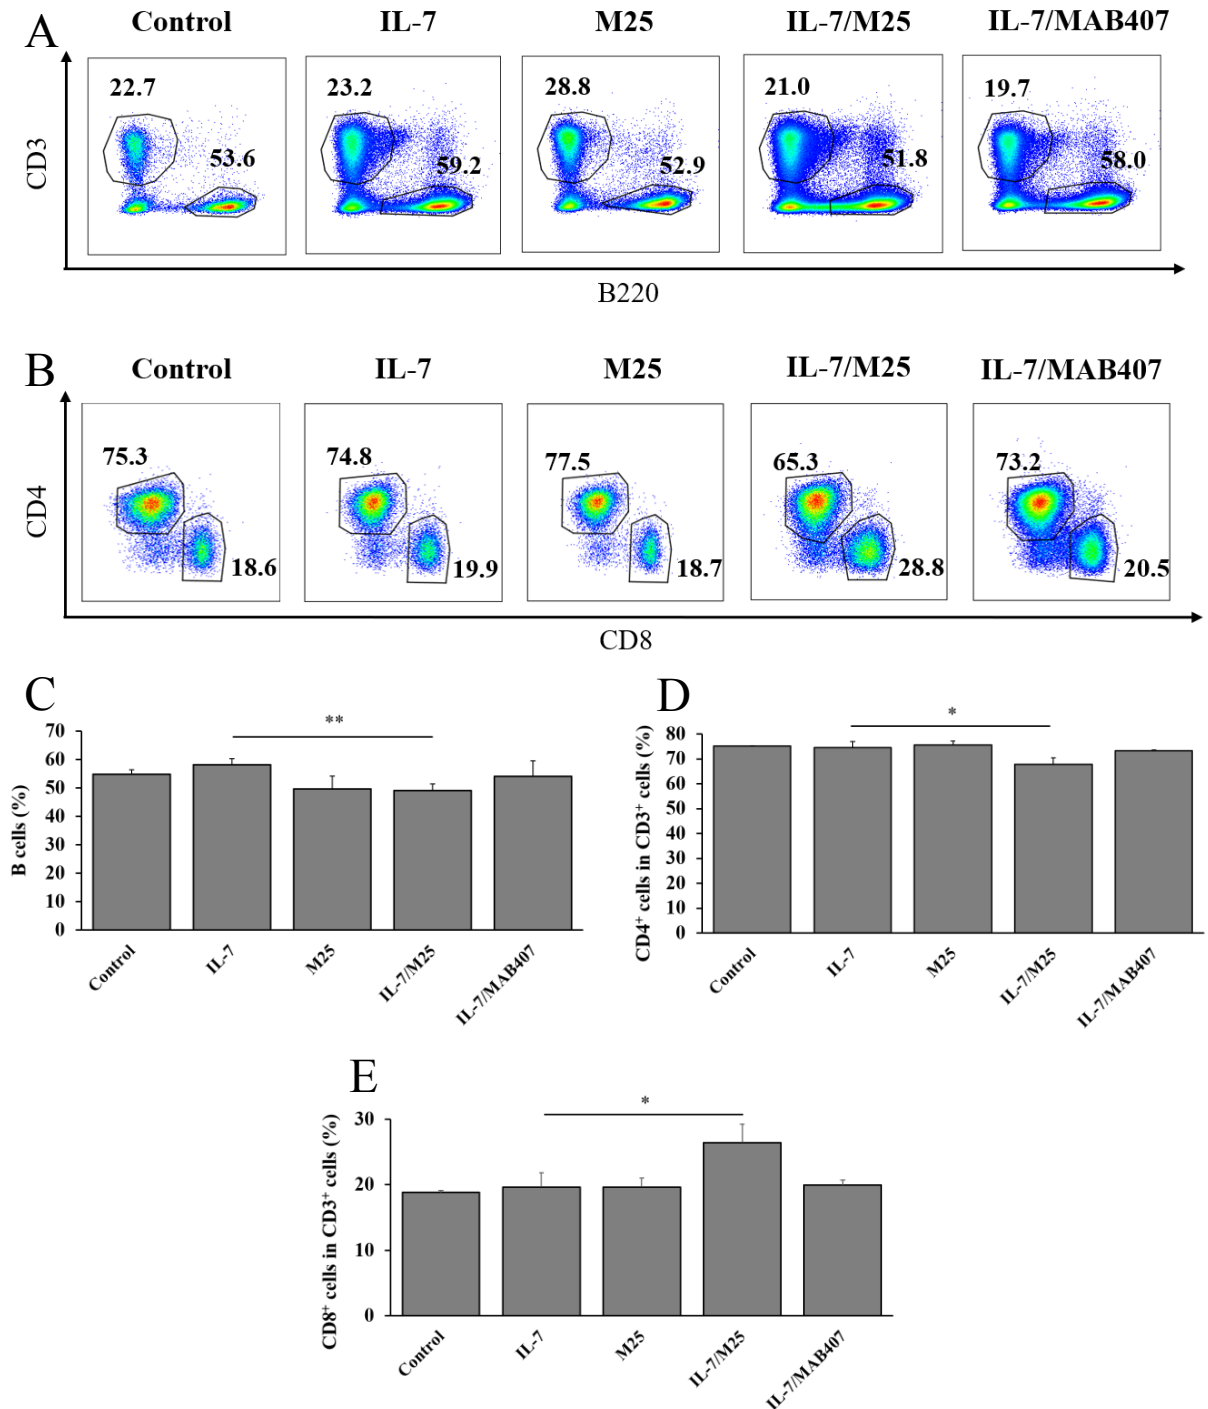 A
Control IL-7 M25 IL-7/M25 IL-7/MAB407
CD3
22.7 23.2 28.8 21.0 19.7
53.6 59.2 52.9 51.8 58.0
B220
B
Control IL-7 M25 IL-7/M25 IL-7/MAB407
CD4
75.3 74.8 77.5 65.3 73.2
18.6 19.9 18.7 28.8 20.5
CD8
C
B cells (%)
**
70
60
50
40
30
20
10
0
Control IL-7 M25 IL-7/M25 IL-7/MAB407
D
CD4⁺ cells in CD3⁺ cells (%)
*
80
70
60
50
40
30
20
10
0
Control IL-7 M25 IL-7/M25 IL-7/MAB407
E
CD8⁺ cells in CD3⁺ cells (%)
*
30
20
10
0
Control IL-7 M25 IL-7/M25 IL-7/MAB407